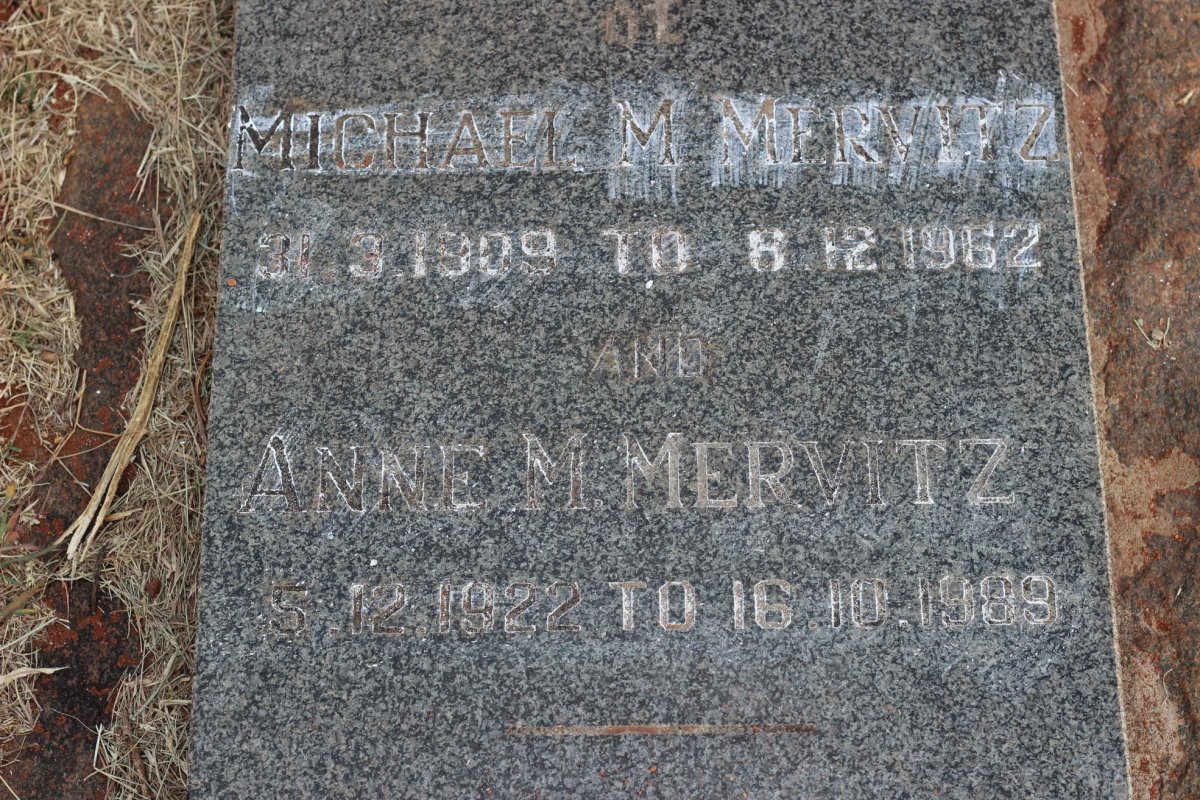 OF
MICHAEL M MERVITZ
31.3.1909 TO 8.12.1962
AND
ANNE M. MERVITZ
5.12.1922 TO 16.10.1989